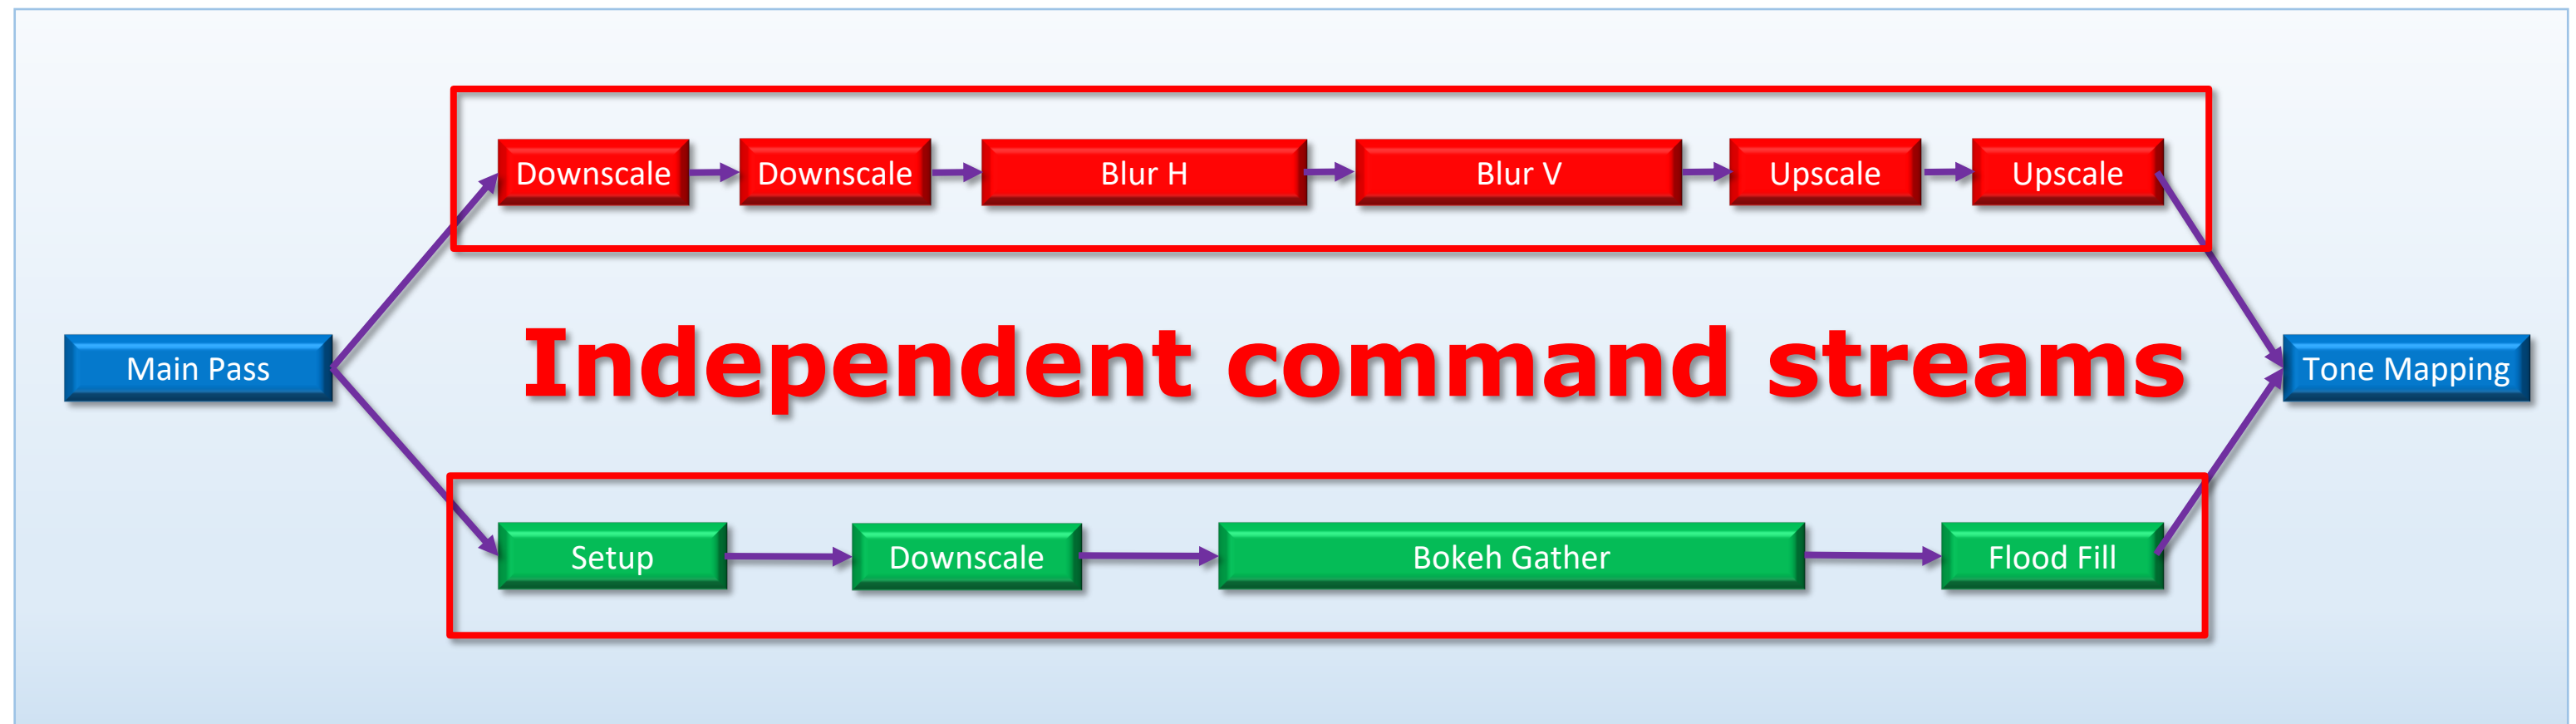 Downscale
Downscale
Blur H
Blur V
Upscale
Upscale
Main Pass
Independent command streams
Tone Mapping
Setup
Downscale
Bokeh Gather
Flood Fill